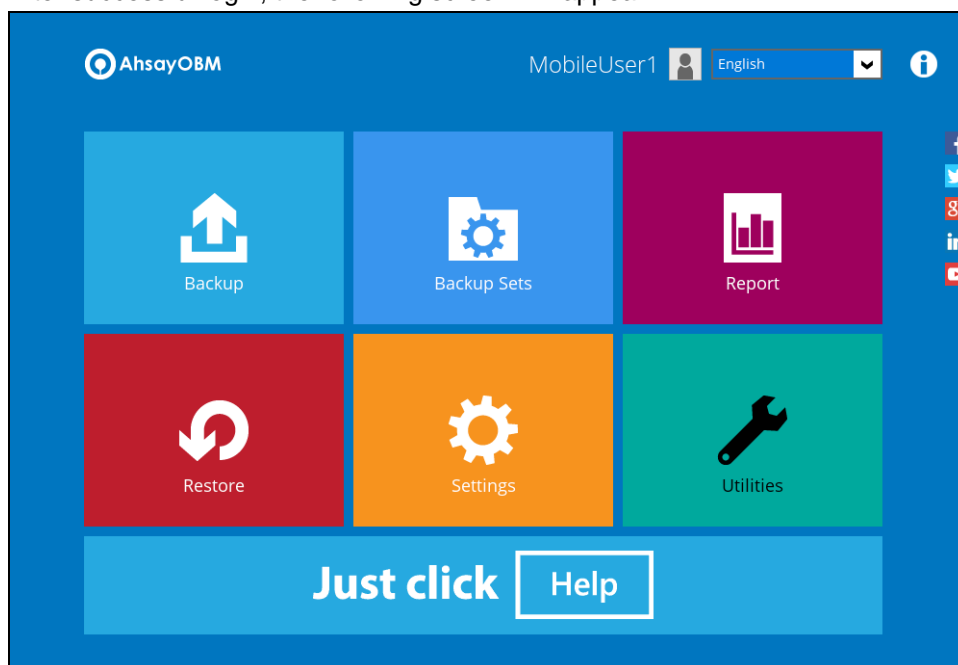 AhsayOBM
MobileUser1 English
Backup Backup Sets Report
Restore Settings Utilities
Just click Help